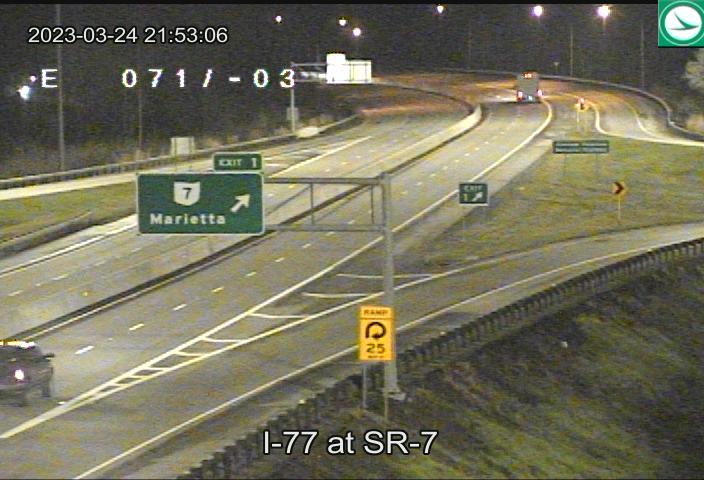 2023-03-24 21:53:06
E 071/-03
EXIT 1
7
Marietta
EXIT
1
RAMP
25
I-77 at SR-7